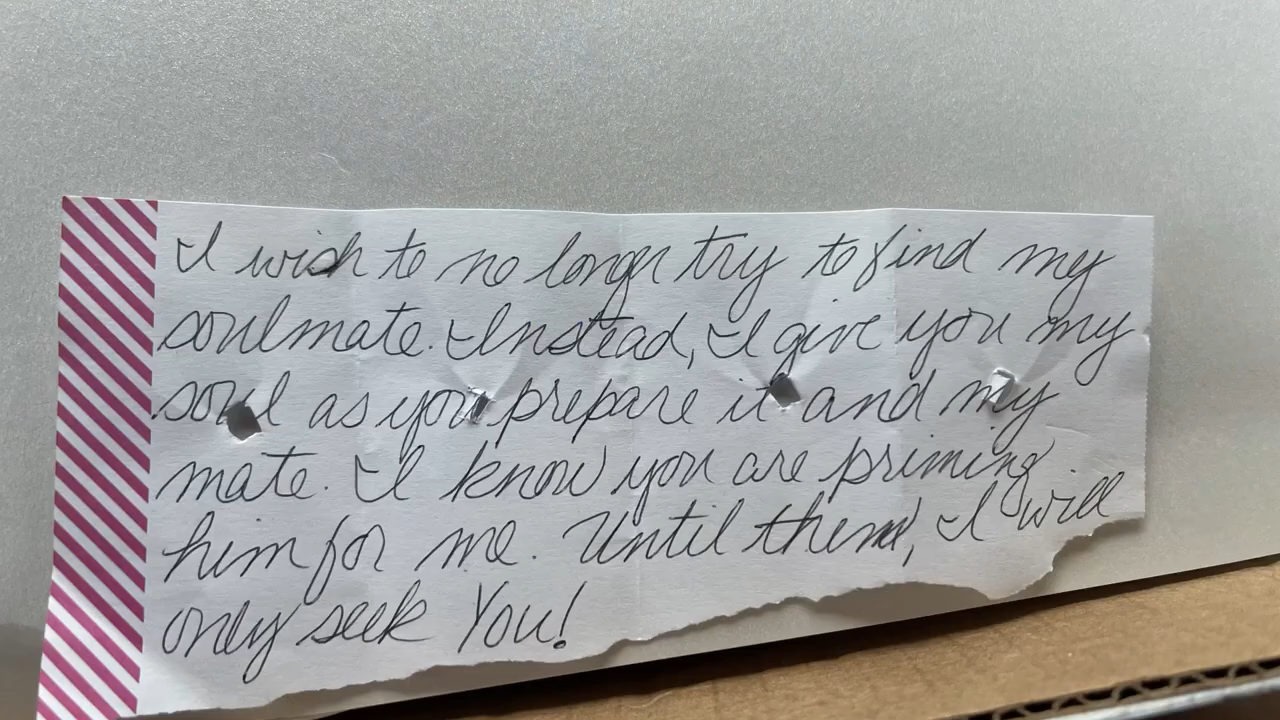 I wish to no longer try to find my
soulmate. Instead, I give you my
soul as you prepare it and my
mate. I know you are priming
him for me. Until then, I will
only seek You!